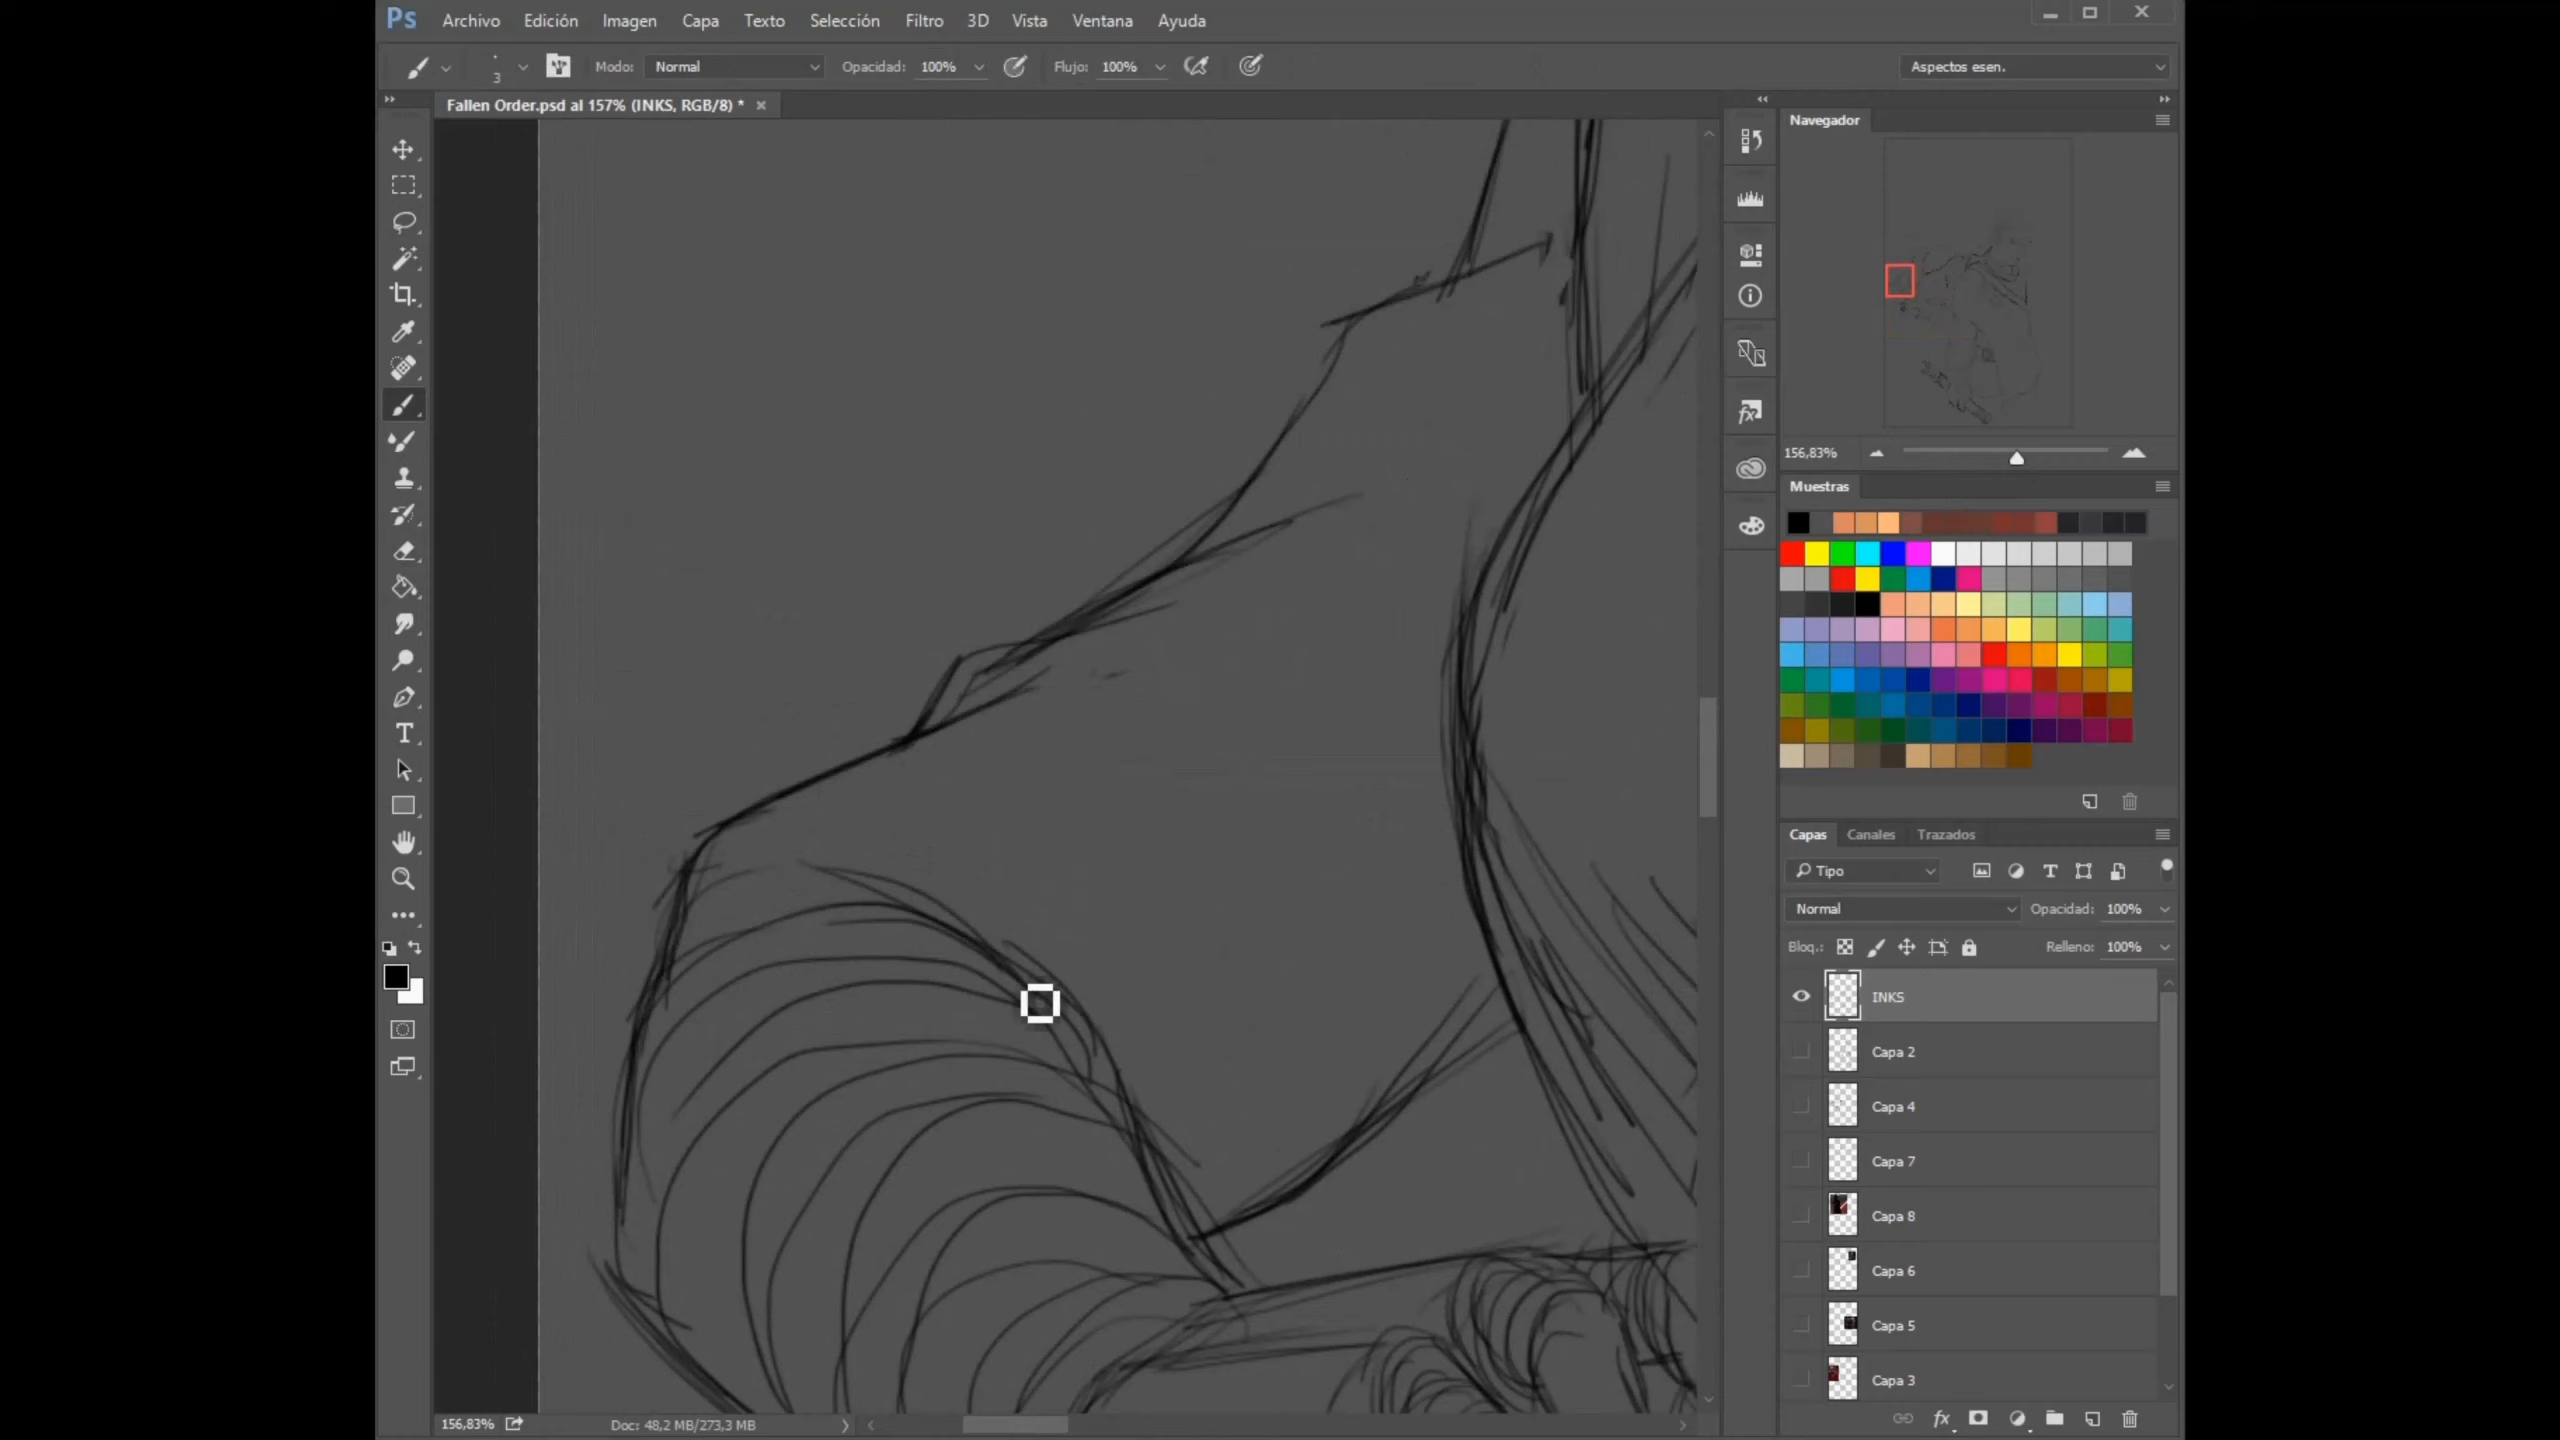 Ps Archivo Edición Imagen Capa Texto Selección Filtro 3D Vista Ventana Ayuda
3 Modo: Normal Opacidad: 100% Flujo: 100% Aspectos esen.
Fallen Order.psd al 157% (INKS, RGB/8) *
Navegador
156,83%
Muestras
Capas Canales Trazados
Tipo
Normal Opacidad: 100%
Bloq.: Relleno: 100%
INKS
Capa 2
Capa 4
Capa 7
Capa 8
Capa 6
Capa 5
Capa 3
156,83% Doc: 48,2 MB/273,3 MB